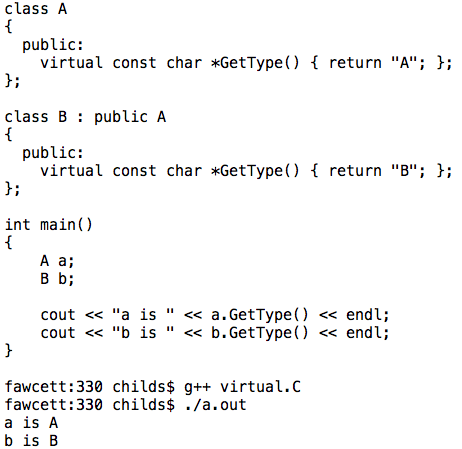 class A
{
  public:
    virtual const char *GetType() { return "A"; };
};

class B : public A
{
  public:
    virtual const char *GetType() { return "B"; };
};

int main()
{
    A a;
    B b;

    cout << "a is " << a.GetType() << endl;
    cout << "b is " << b.GetType() << endl;
}

fawcett:330 childs$ g++ virtual.C
fawcett:330 childs$ ./a.out
a is A
b is B